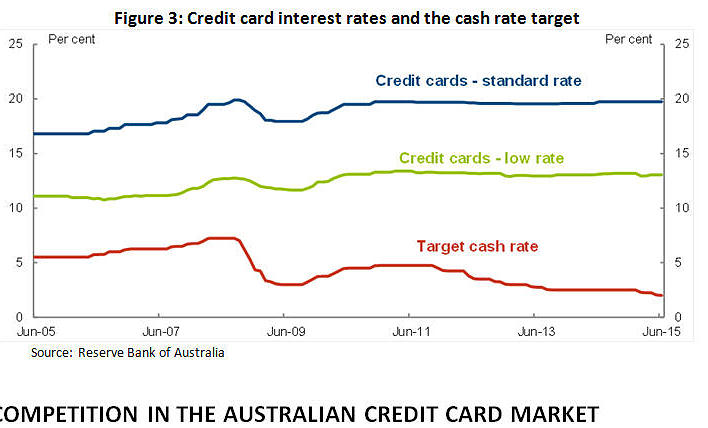 Figure 3: Credit card interest rates and the cash rate target
25 Per cent Per cent 25
Credit cards - standard rate
20 20
Credit cards - low rate
15 15
10 10
Target cash rate
5 5
0 0
Jun-05 Jun-07 Jun-09 Jun-11 Jun-13 Jun-15
Source: Reserve Bank of Australia
COMPETITION IN THE AUSTRALIAN CREDIT CARD MARKET